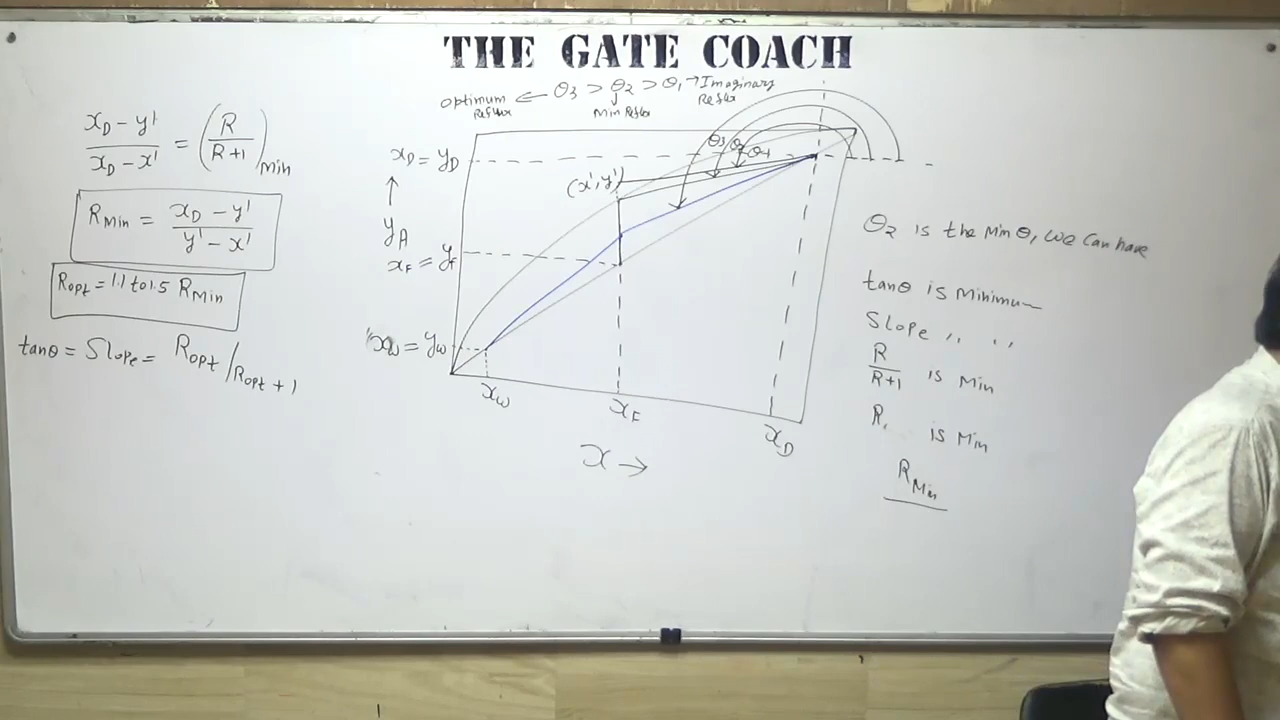 THE GATE COACH
optimum Reflux ← θ3 > θ2 > θ1 → Imaginary Reflux
↓
Min Reflux
xD - y' / xD - x' = (R / R+1)Min
RMin = xD - y' / y' - x'
Ropt = 1.1 to 1.5 RMin
tanθ = Slope = Ropt / Ropt + 1
xD = yD
↑
yA
xF = yF
xw = yw
(x', y')
θ3 θ2 θ1
xw xF xD
x →
θ2 is the Min θ, we can have
tanθ is Minimum
Slope ,, ,,
R / R+1 is Min
R, is Min
RMin